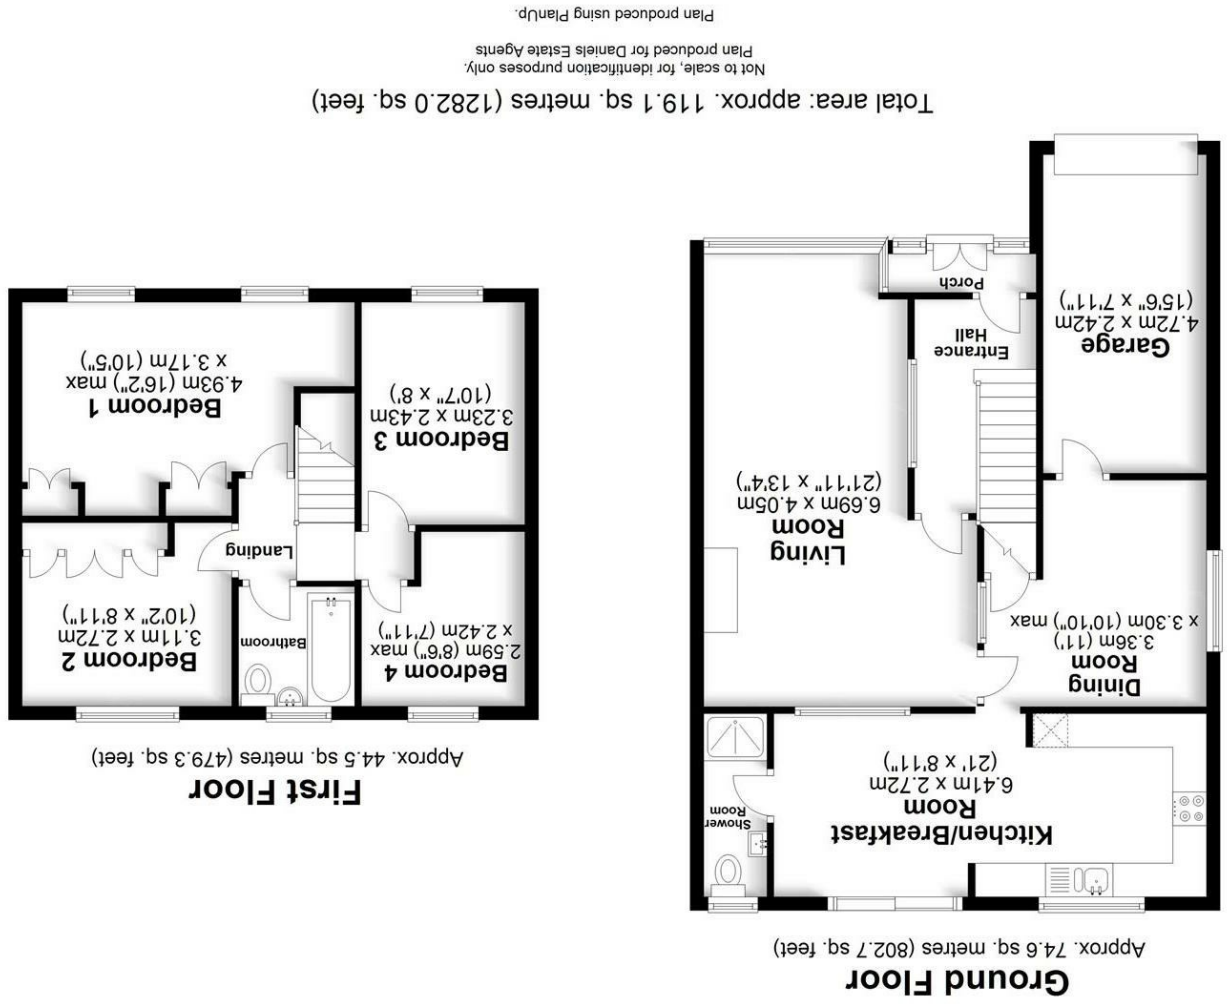 Ground Floor
Approx. 74.6 sq. metres (802.7 sq. feet)
Shower
Room
Kitchen/Breakfast
Room
6.41m x 2.72m
(21' x 8'11")
Dining
Room
3.36m (11')
x 3.30m (10'10") max
Living
Room
6.69m x 4.05m
(21'11" x 13'4")
Entrance
Hall
Garage
4.72m x 2.42m
(15'6" x 7'11")
Porch
First Floor
Approx. 44.5 sq. metres (479.3 sq. feet)
Bedroom 4
2.59m (8'6") max
x 2.42m (7'11")
Bathroom
Bedroom 2
3.11m x 2.72m
(10'2" x 8'11")
Landing
Bedroom 3
3.23m x 2.43m
(10'7" x 8')
Bedroom 1
4.93m (16'2") max
x 3.17m (10'5")
Total area: approx. 119.1 sq. metres (1282.0 sq. feet)
Not to scale, for identification purposes only.
Plan produced for Daniels Estate Agents
Plan produced using PlanUp.